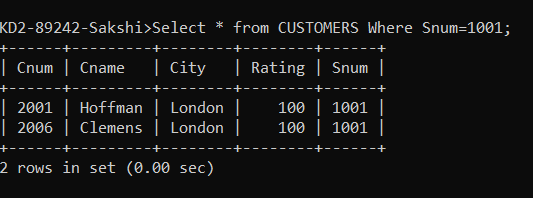 KD2-89242-Sakshi>Select * from CUSTOMERS Where Snum=1001;
+------+---------+--------+--------+------+
| Cnum | Cname   | City   | Rating | Snum |
+------+---------+--------+--------+------+
| 2001 | Hoffman | London |    100 | 1001 |
| 2006 | Clemens | London |    100 | 1001 |
+------+---------+--------+--------+------+
2 rows in set (0.00 sec)